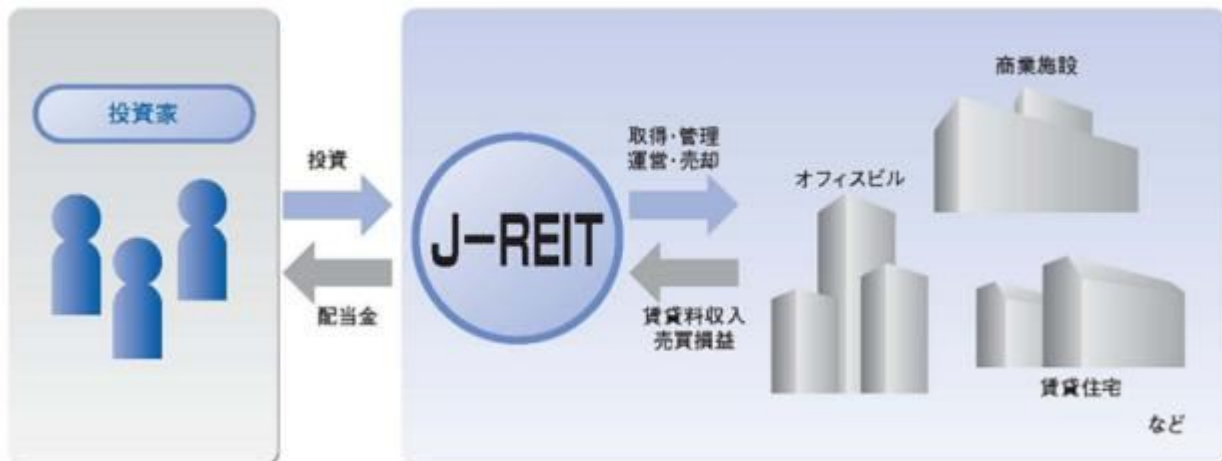 投資家
投資
配当金
J-REIT
取得・管理
運営・売却
賃貸料収入
売買損益
オフィスビル
商業施設
賃貸住宅
など